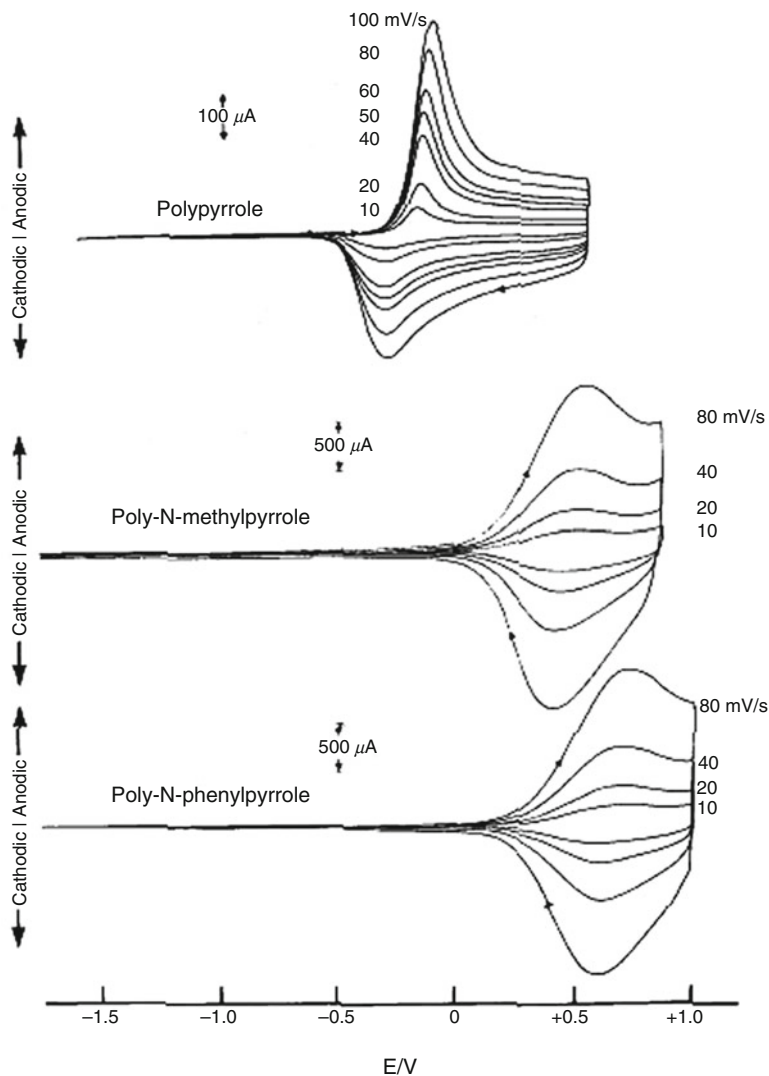 100 mV/s
80
60
50
40
20
10
100 μA
Polypyrrole
Cathodic | Anodic
80 mV/s
40
20
10
500 μA
Poly-N-methylpyrrole
Cathodic | Anodic
80 mV/s
40
20
10
500 μA
Poly-N-phenylpyrrole
Cathodic | Anodic
–1.5 –1.0 –0.5 0 +0.5 +1.0
E/V